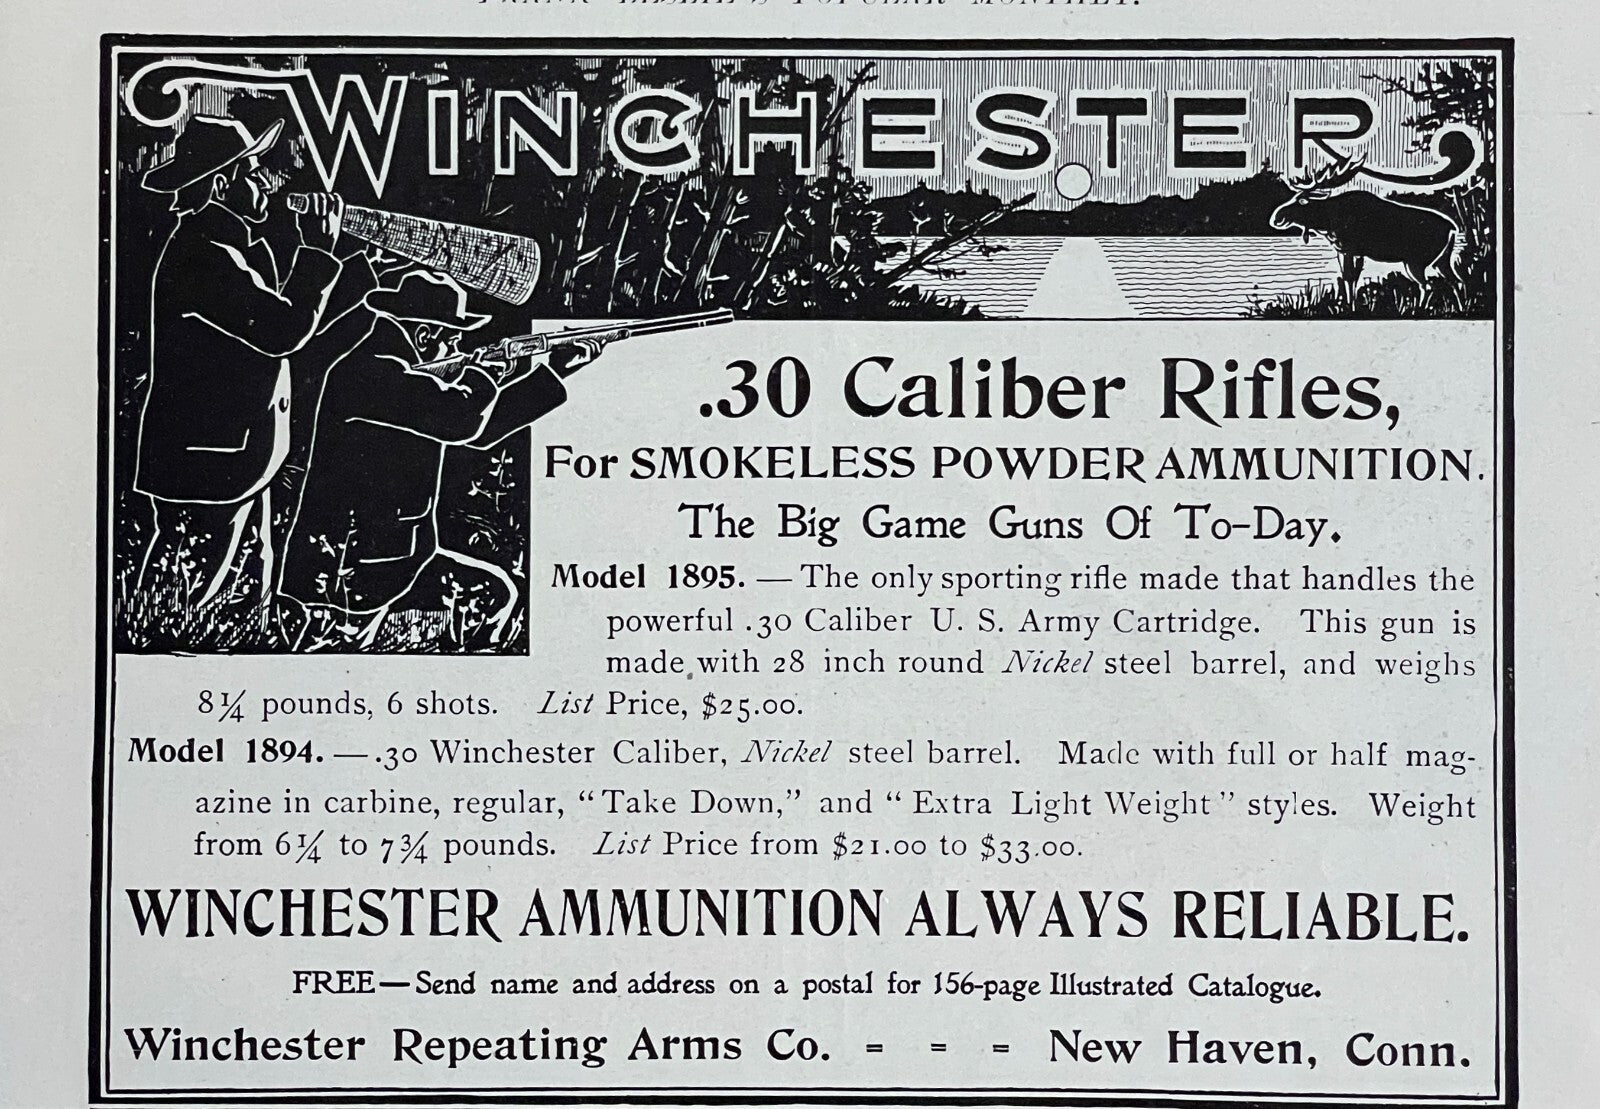 FRANK LESLIE'S POPULAR MONTHLY.
WINCHESTER
.30 Caliber Rifles,
For SMOKELESS POWDER AMMUNITION.
The Big Game Guns Of To-Day.
Model 1895. — The only sporting rifle made that handles the
powerful .30 Caliber U. S. Army Cartridge. This gun is
made with 28 inch round Nickel steel barrel, and weighs
8¼ pounds, 6 shots. List Price, $25.00.
Model 1894. — .30 Winchester Caliber, Nickel steel barrel. Made with full or half mag-
azine in carbine, regular, “Take Down,” and “Extra Light Weight” styles. Weight
from 6¼ to 7¾ pounds. List Price from $21.00 to $33.00.
WINCHESTER AMMUNITION ALWAYS RELIABLE.
FREE—Send name and address on a postal for 156-page Illustrated Catalogue.
Winchester Repeating Arms Co. = = = New Haven, Conn.